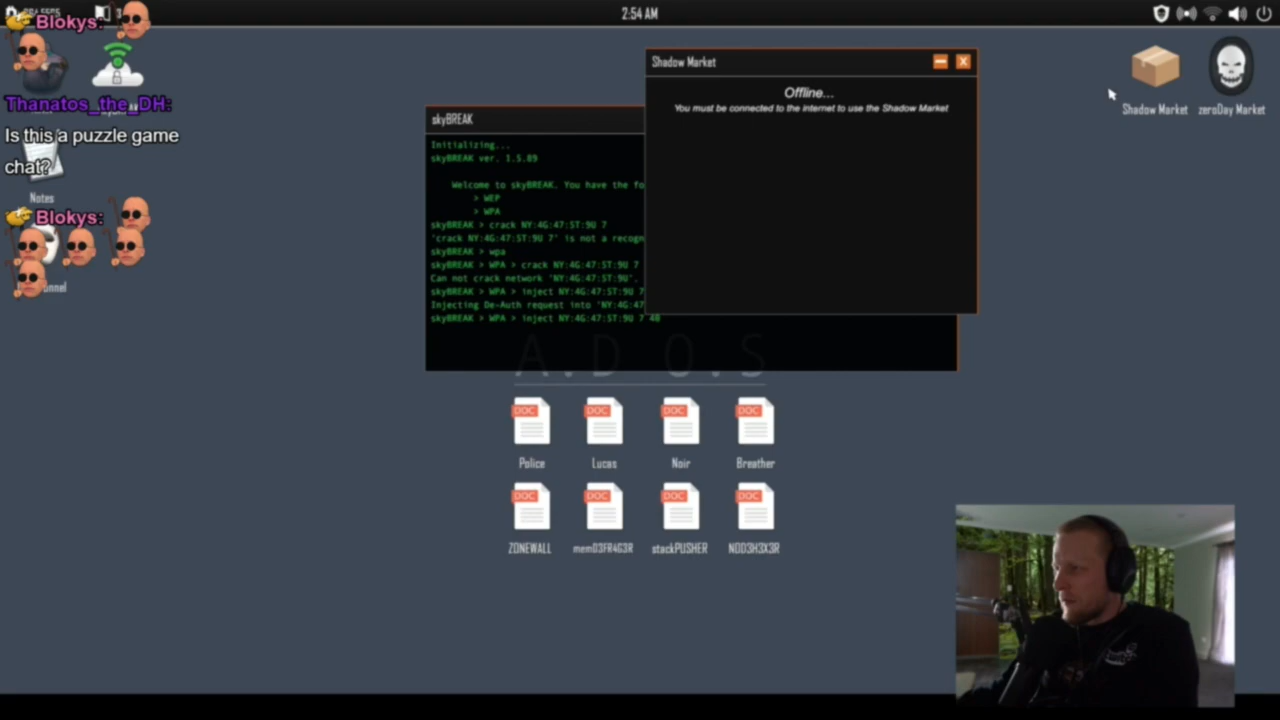 2:54 AM
Blokys:
Thanatos_the_DH:
Is this a puzzle game
chat?
Notes
Blokys:
Shadow Market
zeroDay Market
Shadow Market
Offline...
You must be connected to the internet to use the Shadow Market
skyBREAK
Initializing...
skyBREAK ver. 1.5.89
Welcome to skyBREAK. You have the fo
> WEP
> WPA
skyBREAK > crack NY:4G:47:ST:9U 7
'crack NY:4G:47:ST:9U 7' is not a recogn
skyBREAK > wpa
skyBREAK > WPA > crack NY:4G:47:ST:9U 7
Can not crack network 'NY:4G:47:ST:9U'.
skyBREAK > WPA > inject NY:4G:47:ST:9U 7
Injecting De-Auth request into 'NY:4G:47
skyBREAK > WPA > inject NY:4G:47:ST:9U 7 40
A.D O.S
Police
Lucas
Noir
Breather
ZONEWALL
memD3FR4G3R
stackPUSHER
NOD3H3X3R